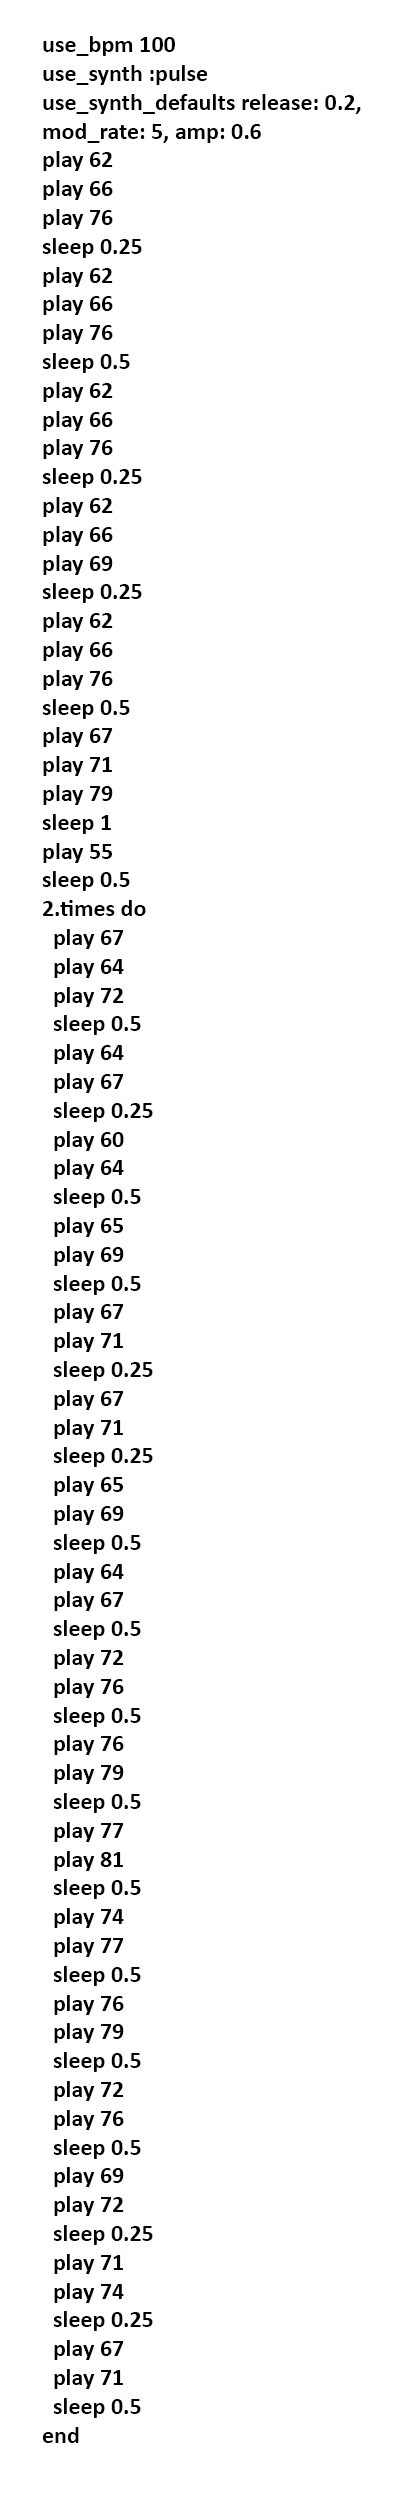 use_bpm 100
use_synth :pulse
use_synth_defaults release: 0.2,
mod_rate: 5, amp: 0.6
play 62
play 66
play 76
sleep 0.25
play 62
play 66
play 76
sleep 0.5
play 62
play 66
play 76
sleep 0.25
play 62
play 66
play 69
sleep 0.25
play 62
play 66
play 76
sleep 0.5
play 67
play 71
play 79
sleep 1
play 55
sleep 0.5
2.times do
  play 67
  play 64
  play 72
  sleep 0.5
  play 64
  play 67
  sleep 0.25
  play 60
  play 64
  sleep 0.5
  play 65
  play 69
  sleep 0.5
  play 67
  play 71
  sleep 0.25
  play 67
  play 71
  sleep 0.25
  play 65
  play 69
  sleep 0.5
  play 64
  play 67
  sleep 0.5
  play 72
  play 76
  sleep 0.5
  play 76
  play 79
  sleep 0.5
  play 77
  play 81
  sleep 0.5
  play 74
  play 77
  sleep 0.5
  play 76
  play 79
  sleep 0.5
  play 72
  play 76
  sleep 0.5
  play 69
  play 72
  sleep 0.25
  play 71
  play 74
  sleep 0.25
  play 67
  play 71
  sleep 0.5
end